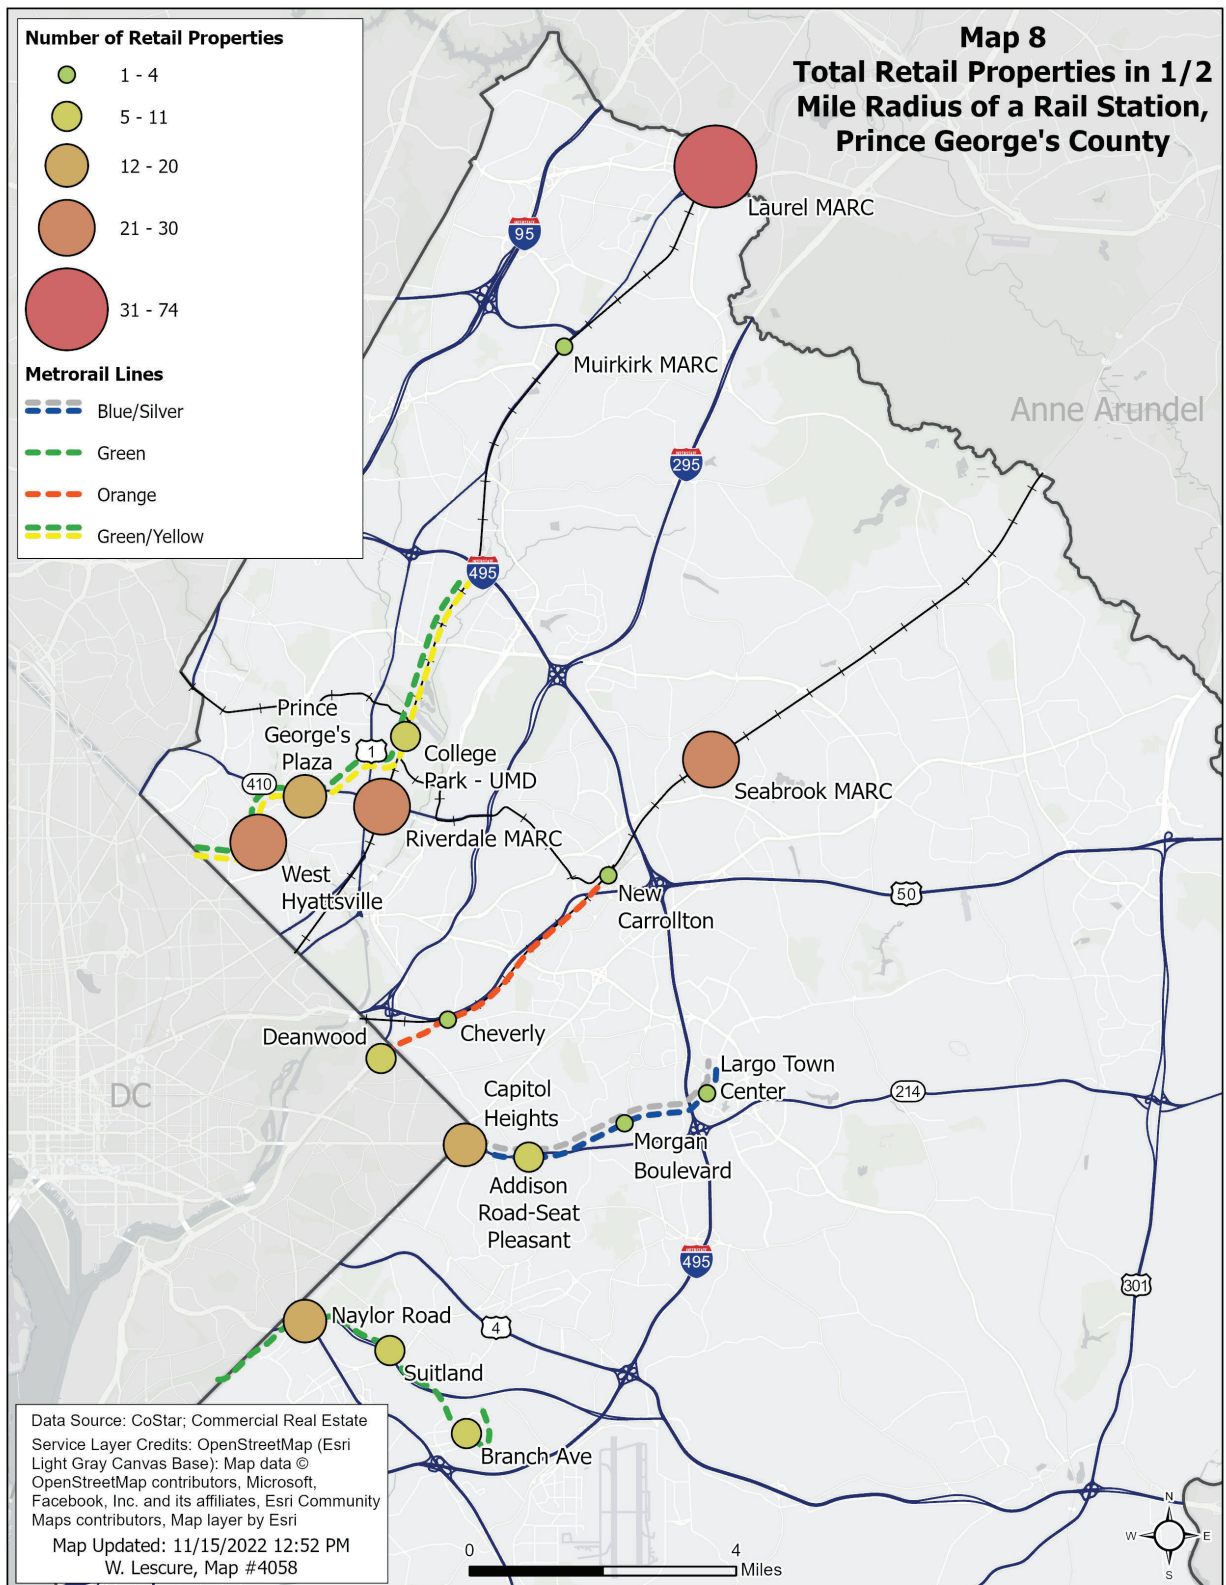 Map 8
Total Retail Properties in 1/2
Mile Radius of a Rail Station,
Prince George's County
Number of Retail Properties
1 - 4
5 - 11
12 - 20
21 - 30
31 - 74
Metrorail Lines
Blue/Silver
Green
Orange
Green/Yellow
Laurel MARC
95
Muirkirk MARC
Anne Arundel
295
495
Prince
George's
Plaza
1
College
Park - UMD
410
Seabrook MARC
Riverdale MARC
West
Hyattsville
New
Carrollton
50
Deanwood
Cheverly
Largo Town
Center
DC
Capitol
Heights
214
Morgan
Boulevard
Addison
Road-Seat
Pleasant
495
301
Naylor Road
4
Suitland
Branch Ave
Data Source: CoStar; Commercial Real Estate
Service Layer Credits: OpenStreetMap (Esri
Light Gray Canvas Base): Map data ©
OpenStreetMap contributors, Microsoft,
Facebook, Inc. and its affiliates, Esri Community
Maps contributors, Map layer by Esri
Map Updated: 11/15/2022 12:52 PM
W. Lescure, Map #4058
0 4
Miles
N
W E
S